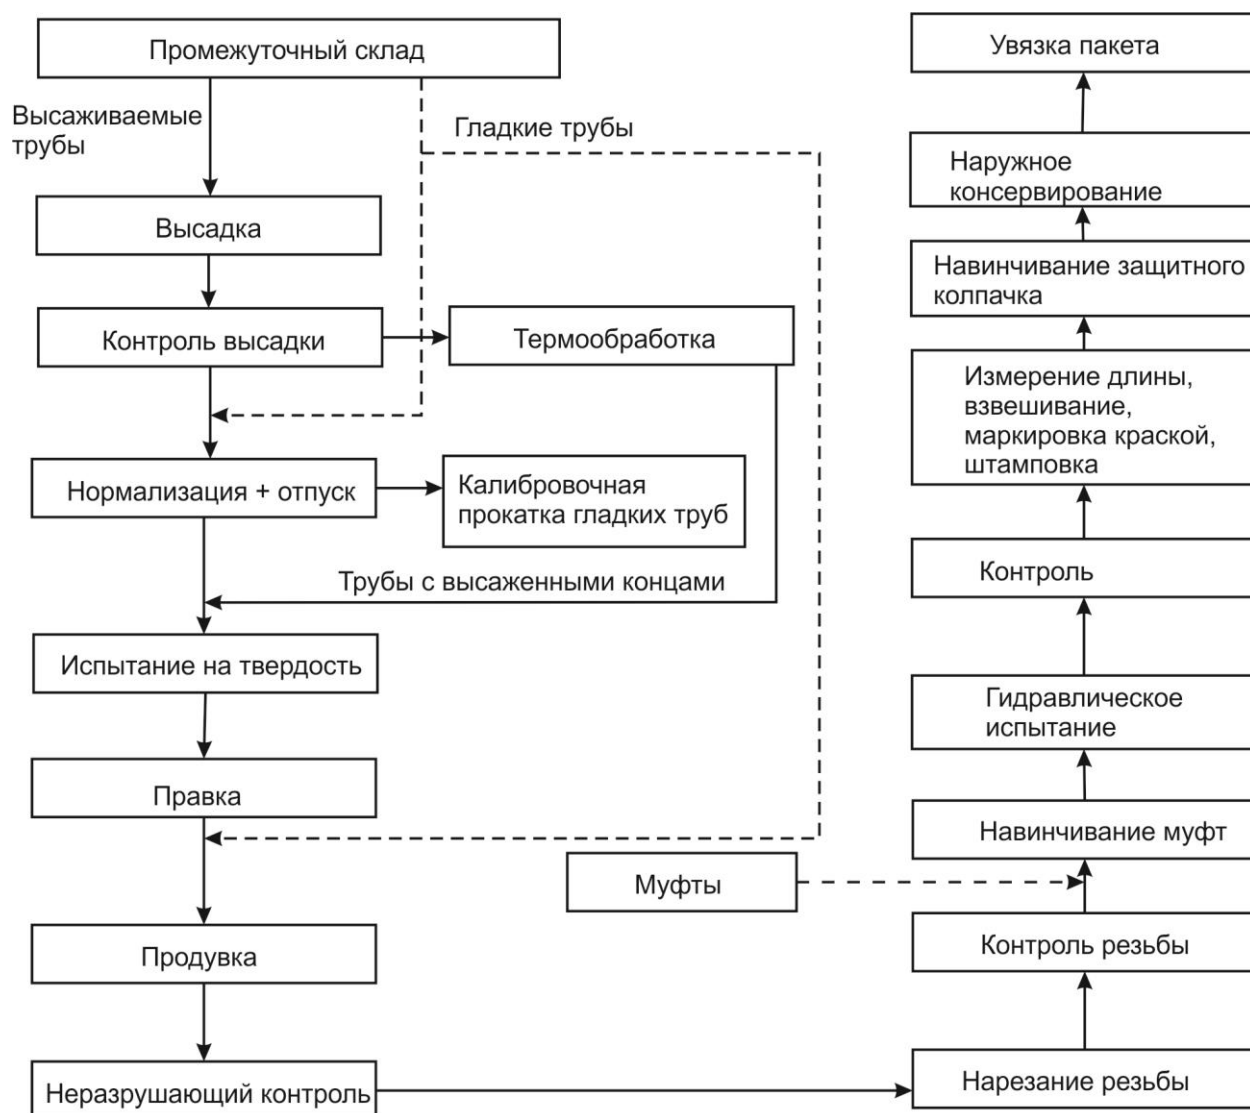 Промежуточный склад
Высаживаемые
трубы
Гладкие трубы
Высадка
Контроль высадки
Термообработка
Нормализация + отпуск
Калибровочная
прокатка гладких труб
Трубы с высаженными концами
Испытание на твердость
Правка
Муфты
Продувка
Неразрушающий контроль
Увязка пакета
Наружное
консервирование
Навинчивание защитного
колпачка
Измерение длины,
взвешивание,
маркировка краской,
штамповка
Контроль
Гидравлическое
испытание
Навинчивание муфт
Контроль резьбы
Нарезание резьбы